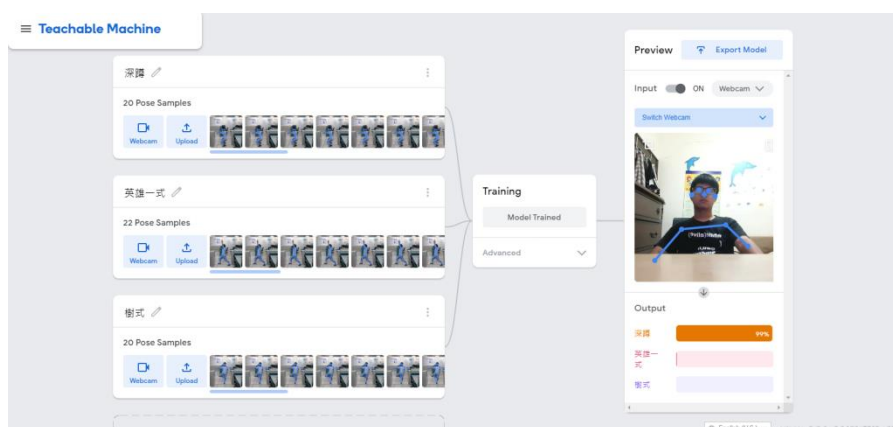 Teachable Machine
深蹲
20 Pose Samples
Webcam
Upload
英雄一式
22 Pose Samples
Webcam
Upload
樹式
20 Pose Samples
Webcam
Upload
Training
Model Trained
Advanced
Preview
Export Model
Input
ON
Webcam
Switch Webcam
Output
深蹲
99%
英雄一
式
樹式